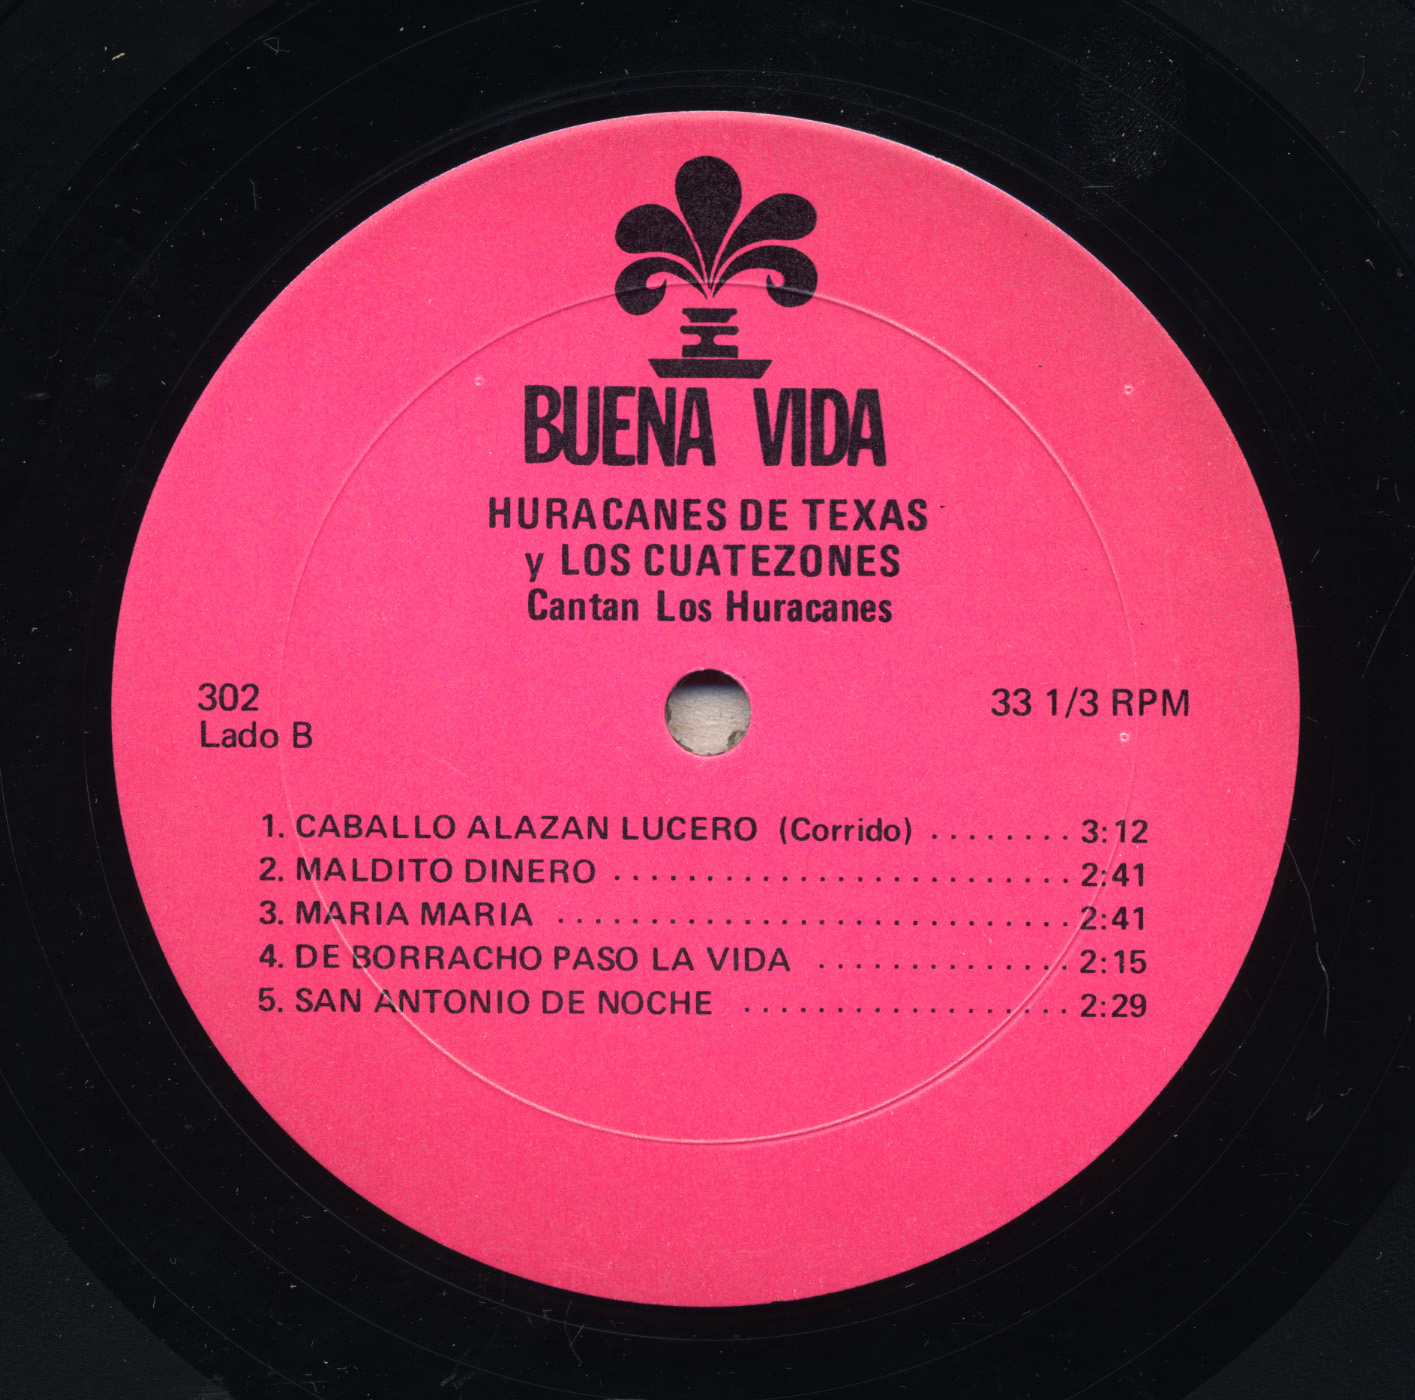 BUENA VIDA
HURACANES DE TEXAS
y LOS CUATEZONES
Cantan Los Huracanes
302
Lado B
33 1/3 RPM
1. CABALLO ALAZAN LUCERO (Corrido) ........ 3:12
2. MALDITO DINERO ......................... 2:41
3. MARIA MARIA ............................ 2:41
4. DE BORRACHO PASO LA VIDA .............. 2:15
5. SAN ANTONIO DE NOCHE .................. 2:29